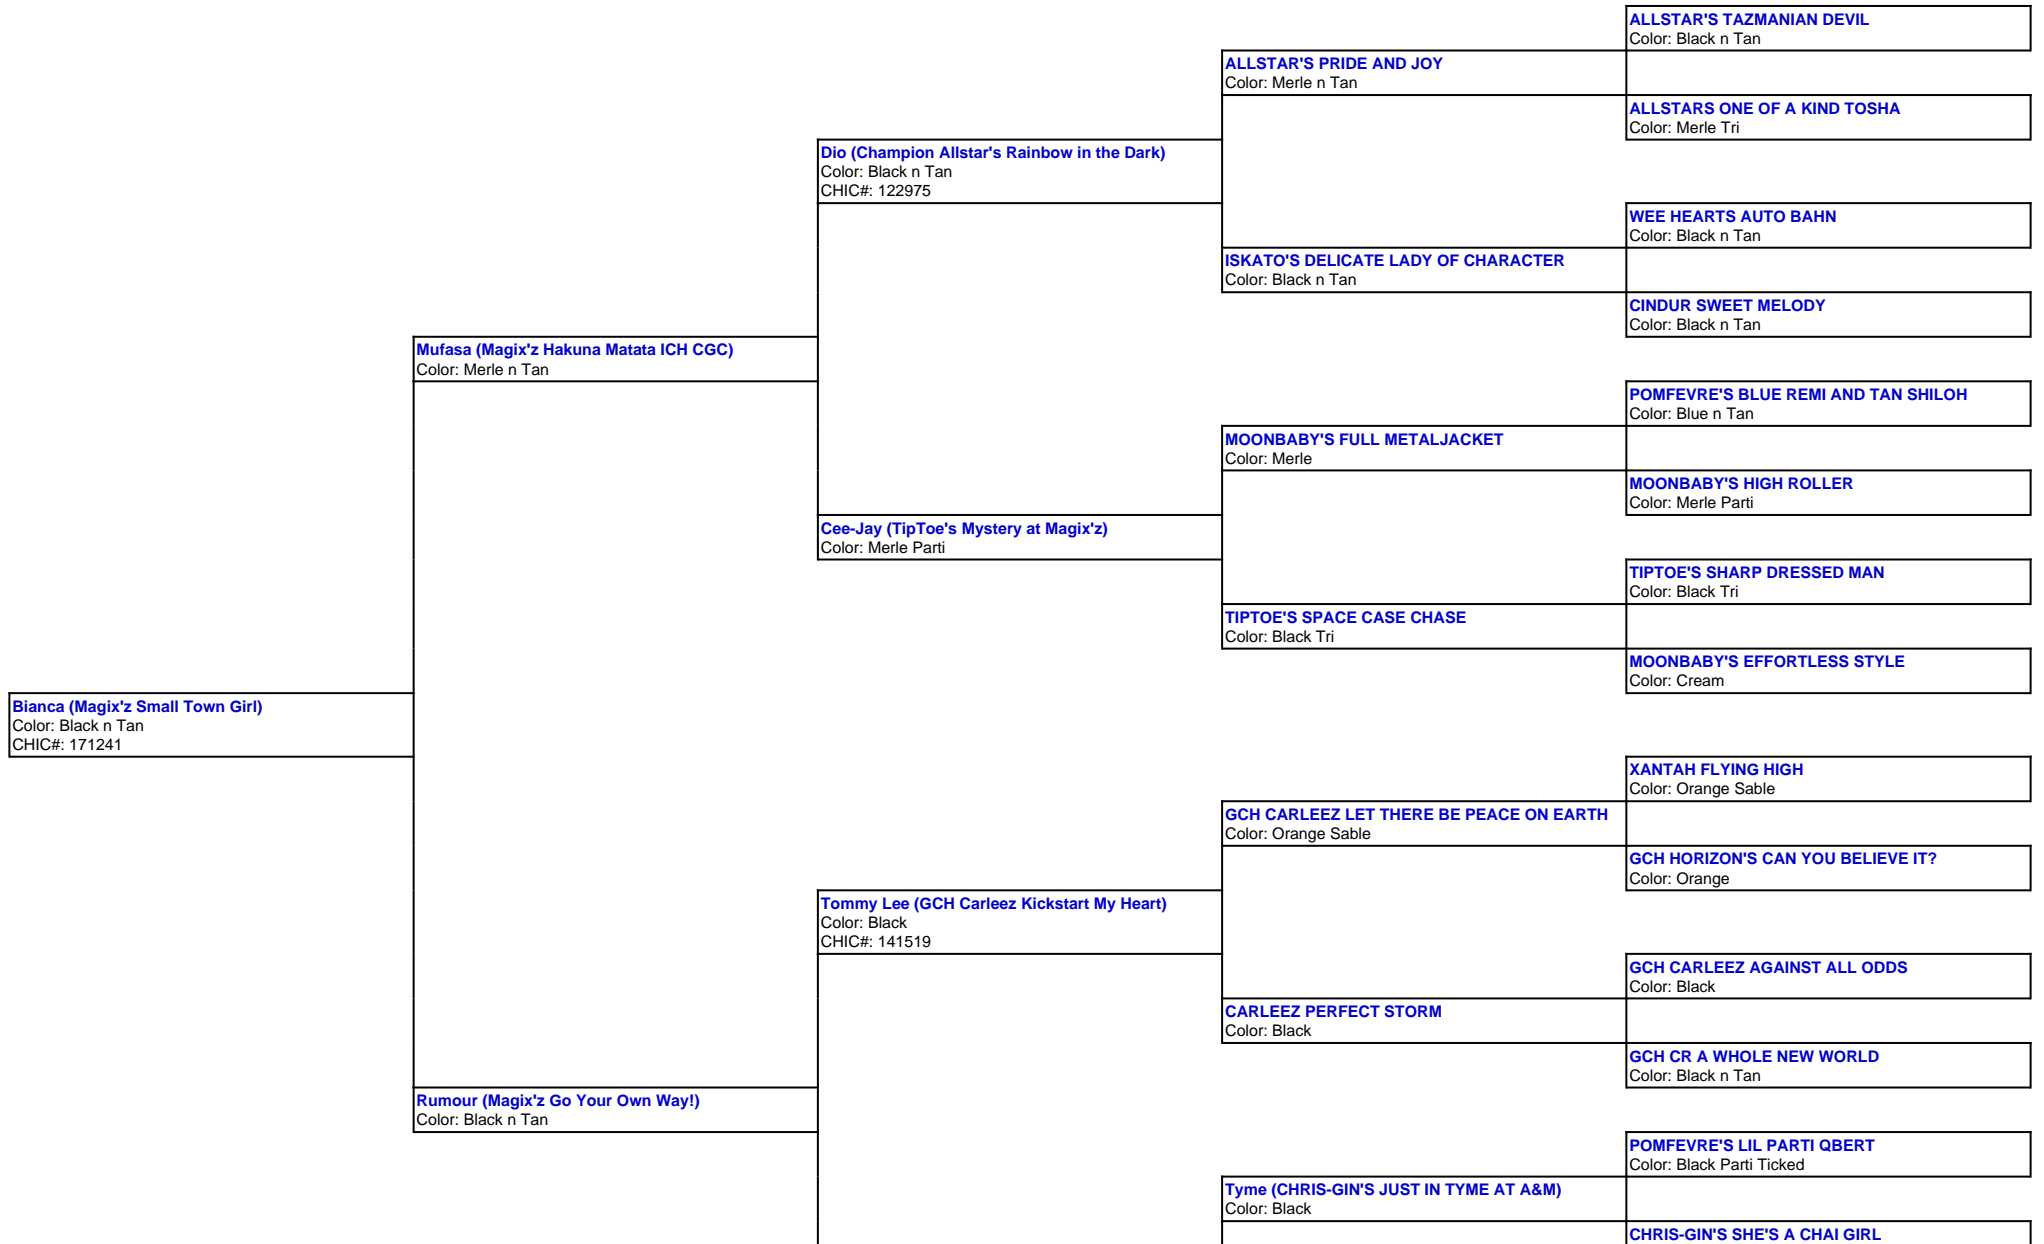 ALLSTAR'S TAZMANIAN DEVIL
Color: Black n Tan
ALLSTAR'S PRIDE AND JOY
Color: Merle n Tan
ALLSTARS ONE OF A KIND TOSHA
Color: Merle Tri
Dio (Champion Allstar's Rainbow in the Dark)
Color: Black n Tan
CHIC#: 122975
WEE HEARTS AUTO BAHN
Color: Black n Tan
ISKATO'S DELICATE LADY OF CHARACTER
Color: Black n Tan
CINDUR SWEET MELODY
Color: Black n Tan
Mufasa (Magix'z Hakuna Matata ICH CGC)
Color: Merle n Tan
POMFEVRE'S BLUE REMI AND TAN SHILOH
Color: Blue n Tan
MOONBABY'S FULL METALJACKET
Color: Merle
MOONBABY'S HIGH ROLLER
Color: Merle Parti
Cee-Jay (TipToe's Mystery at Magix'z)
Color: Merle Parti
TIPTOE'S SHARP DRESSED MAN
Color: Black Tri
TIPTOE'S SPACE CASE CHASE
Color: Black Tri
MOONBABY'S EFFORTLESS STYLE
Color: Cream
Bianca (Magix'z Small Town Girl)
Color: Black n Tan
CHIC#: 171241
XANTAH FLYING HIGH
Color: Orange Sable
GCH CARLEEZ LET THERE BE PEACE ON EARTH
Color: Orange Sable
GCH HORIZON'S CAN YOU BELIEVE IT?
Color: Orange
Tommy Lee (GCH Carleez Kickstart My Heart)
Color: Black
CHIC#: 141519
GCH CARLEEZ AGAINST ALL ODDS
Color: Black
CARLEEZ PERFECT STORM
Color: Black
GCH CR A WHOLE NEW WORLD
Color: Black n Tan
Rumour (Magix'z Go Your Own Way!)
Color: Black n Tan
POMFEVRE'S LIL PARTI QBERT
Color: Black Parti Ticked
Tyme (CHRIS-GIN'S JUST IN TYME AT A&M)
Color: Black
CHRIS-GIN'S SHE'S A CHAI GIRL